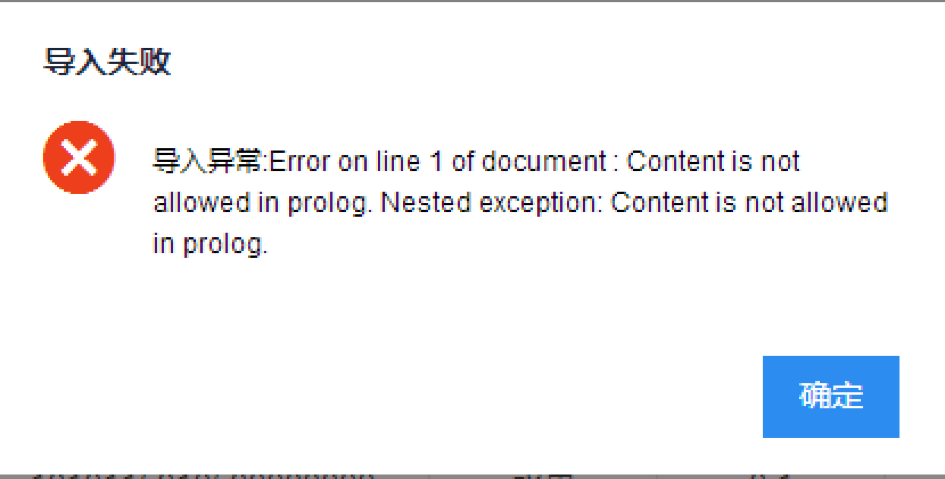 导入失败
导入异常:Error on line 1 of document : Content is not
allowed in prolog. Nested exception: Content is not allowed
in prolog.
确定